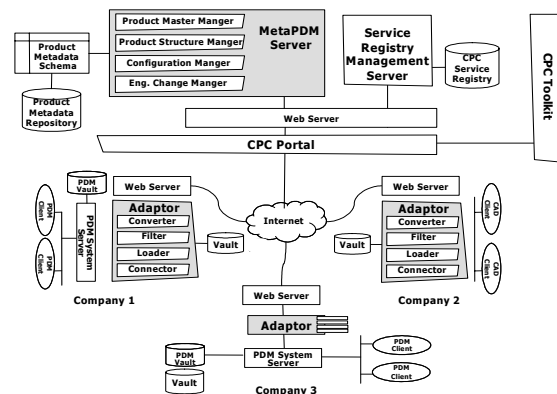 Product Master Manger
Product Structure Manger
Configuration Manger
Eng. Change Manger
MetaPDM
Server
Service
Registry
Management
Server
CPC
Service
Registry
CPC Toolkit
Product
Metadata
Schema
Product
Metadata
Repository
Web Server
CPC Portal
PDM
Vault
Web Server
Adaptor
Converter
Filter
Loader
Connector
Vault
PDM
Client
PDM
Client
PDM System
Server
Company 1
Internet
Web Server
Adaptor
Converter
Filter
Loader
Connector
Vault
CAD
Client
CAD
Client
Company 2
Web Server
Adaptor
PDM
Vault
Vault
PDM System
Server
PDM
Client
PDM
Client
Company 3